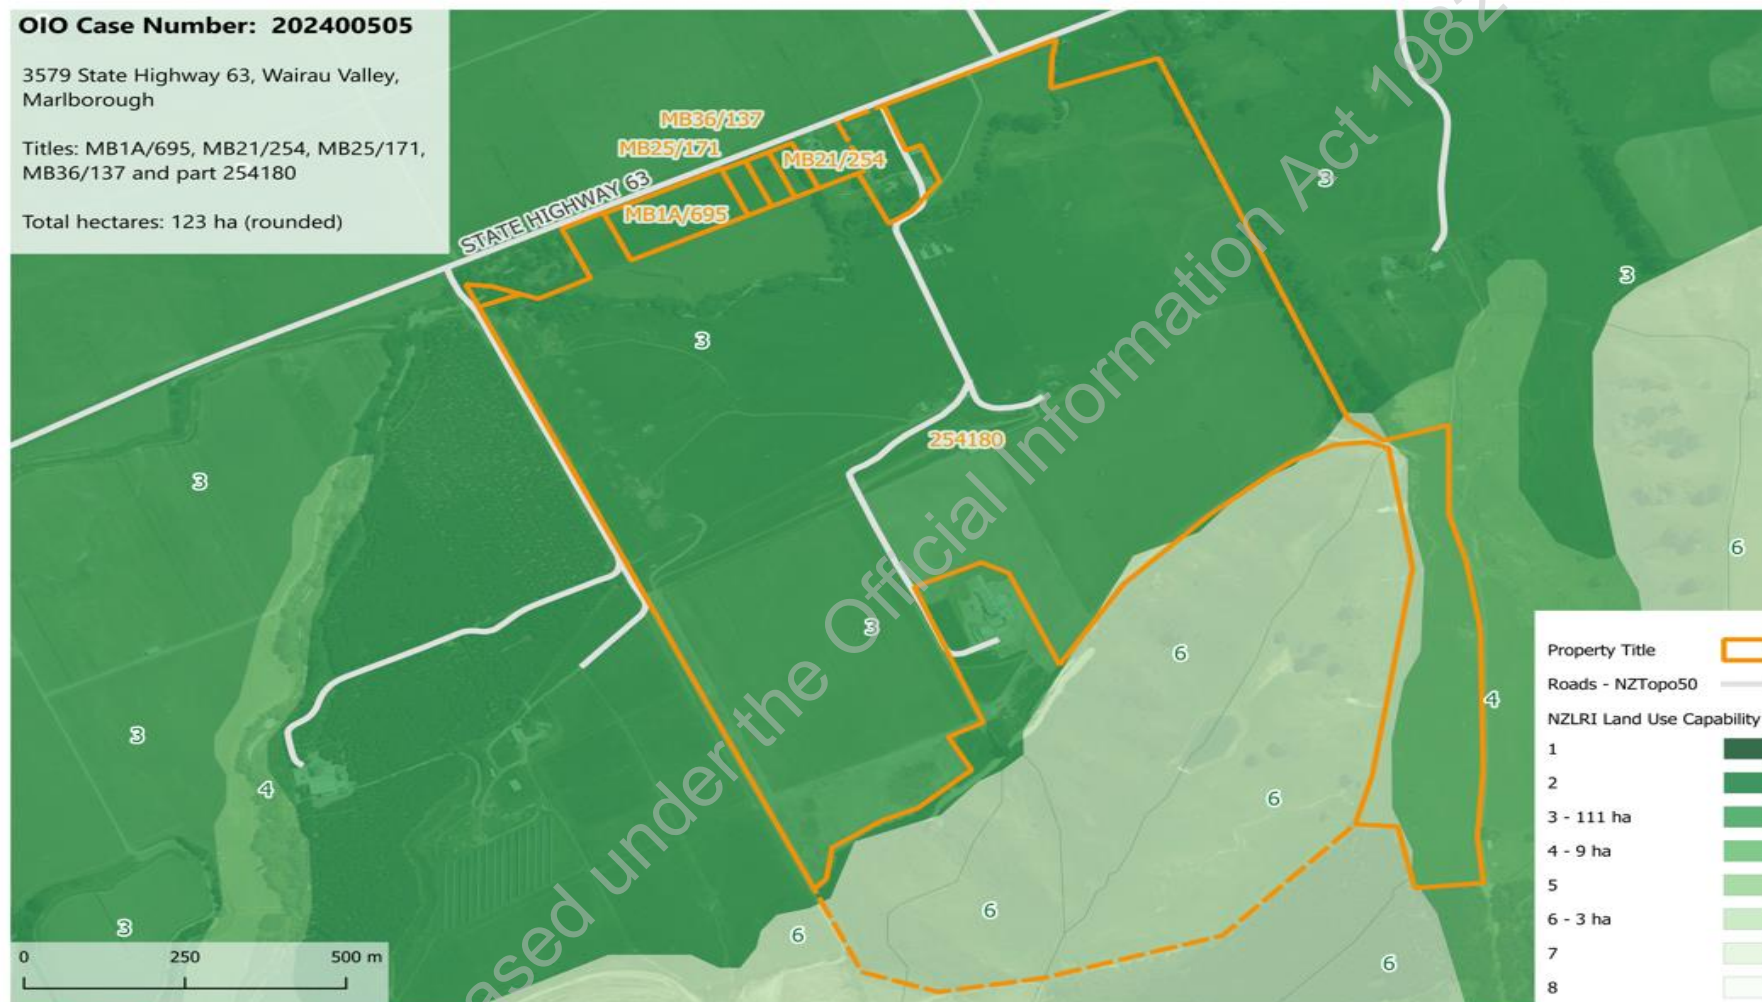 OIO Case Number: 202400505
3579 State Highway 63, Wairau Valley,
Marlborough
Titles: MB1A/695, MB21/254, MB25/171,
MB36/137 and part 254180
Total hectares: 123 ha (rounded)
MB36/137
MB25/171
MB21/254
STATE HIGHWAY 63
MB1A/695
3
3
3
254180
3
6
3
6
4
3
6
4
6
3
6
6
ased under the Official Information Act 1982
Property Title
Roads - NZTopo50
NZLRI Land Use Capability
1
2
3 - 111 ha
4 - 9 ha
5
6 - 3 ha
7
8
0 250 500 m